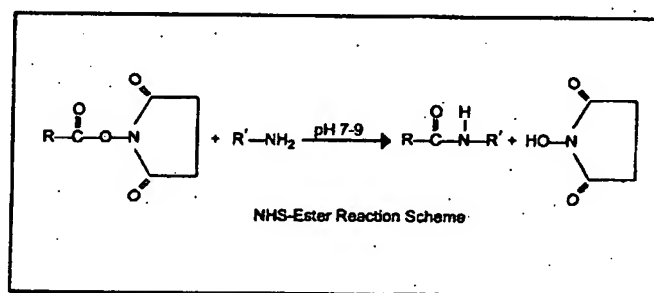 O O O H O
R—C—O—N + R'—NH₂ pH 7-9 R—C—N—R' + HO—N
O O
NHS-Ester Reaction Scheme